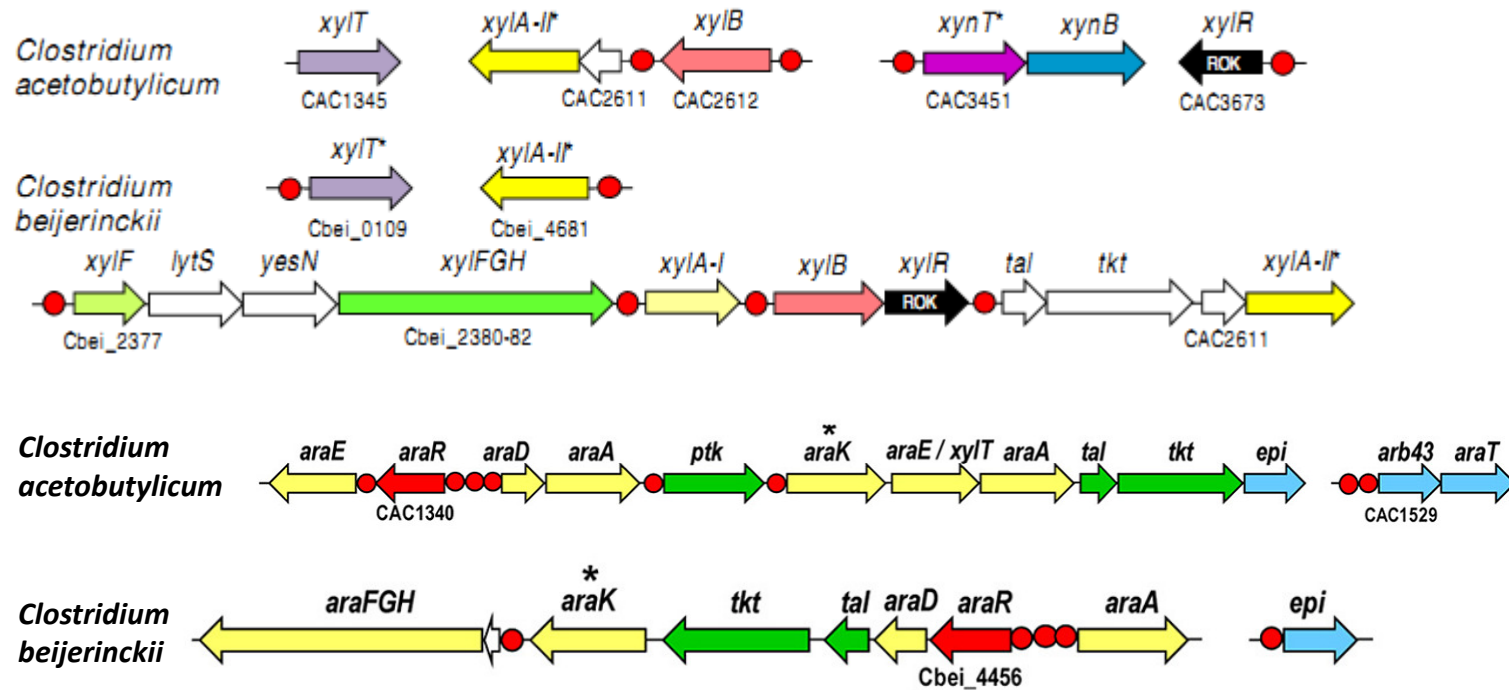 xylT xylA-II* xylB xynT* xynB xylR
Clostridium
acetobutylicum
ROK
CAC1345 CAC2611 CAC2612 CAC3451 CAC3673
xylT* xylA-II*
Clostridium
beijerinckii
Cbei_0109 Cbei_4681
xylF lytS yesN xylFGH xylA-I xylB xylR tal tkt xylA-II*
ROK
Cbei_2377 Cbei_2380-82 CAC2611
*
araE araR araD araA ptk araK araE / xylT araA tal tkt epi arb43 araT
Clostridium
acetobutylicum
CAC1340 CAC1529
*
araFGH araK tkt tal araD araR araA epi
Clostridium
beijerinckii
Cbei_4456